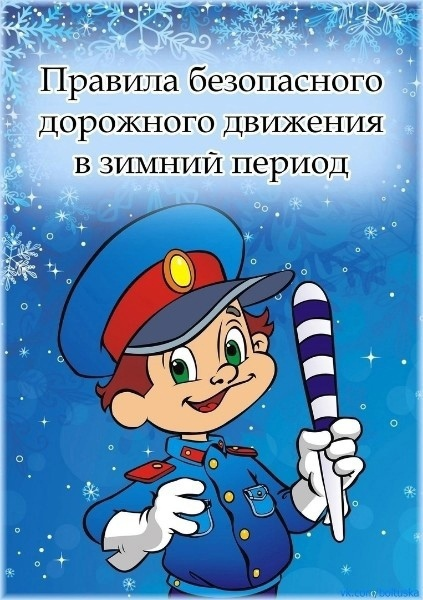 Правила безопасного
дорожного движения
в зимний период